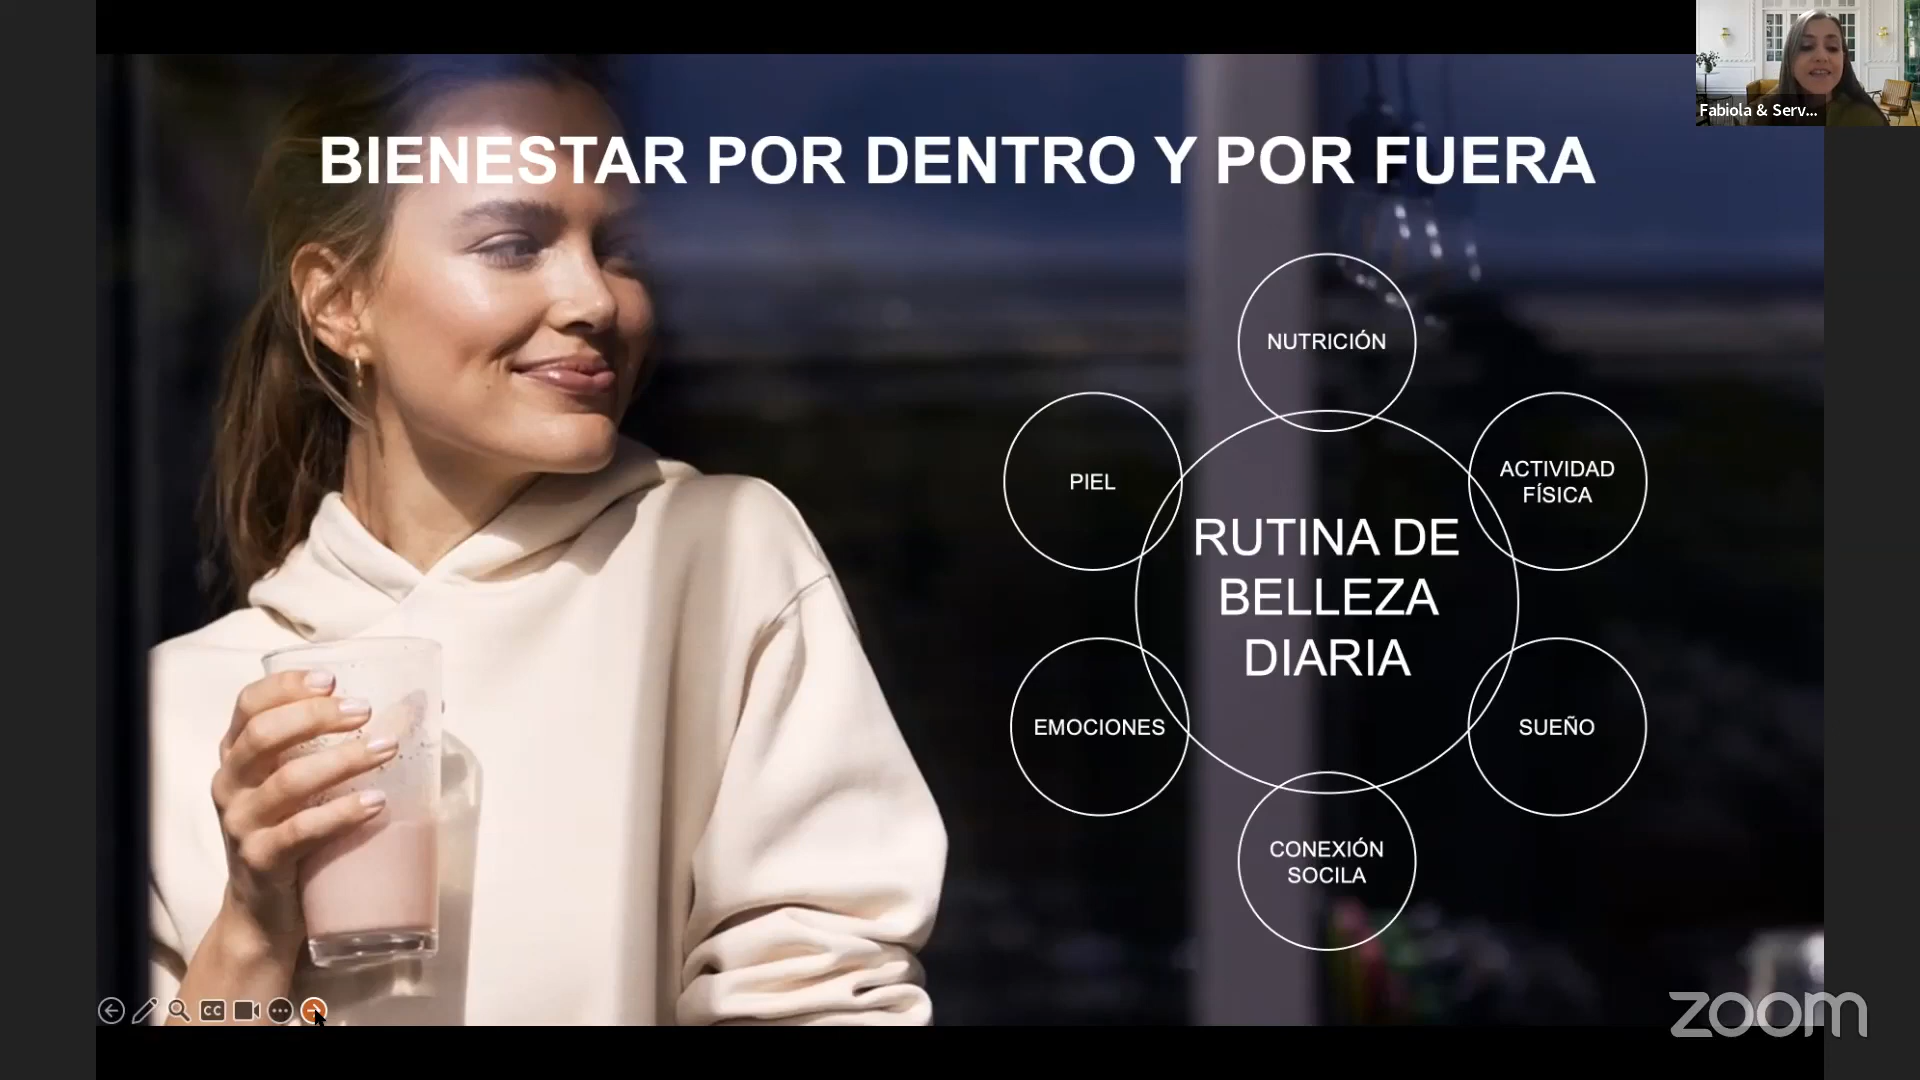 Fabiola & Serv...
BIENESTAR POR DENTRO Y POR FUERA
NUTRICIÓN
PIEL
ACTIVIDAD
FÍSICA
RUTINA DE
BELLEZA
DIARIA
EMOCIONES
SUEÑO
CONEXIÓN
SOCILA
CC
zoom